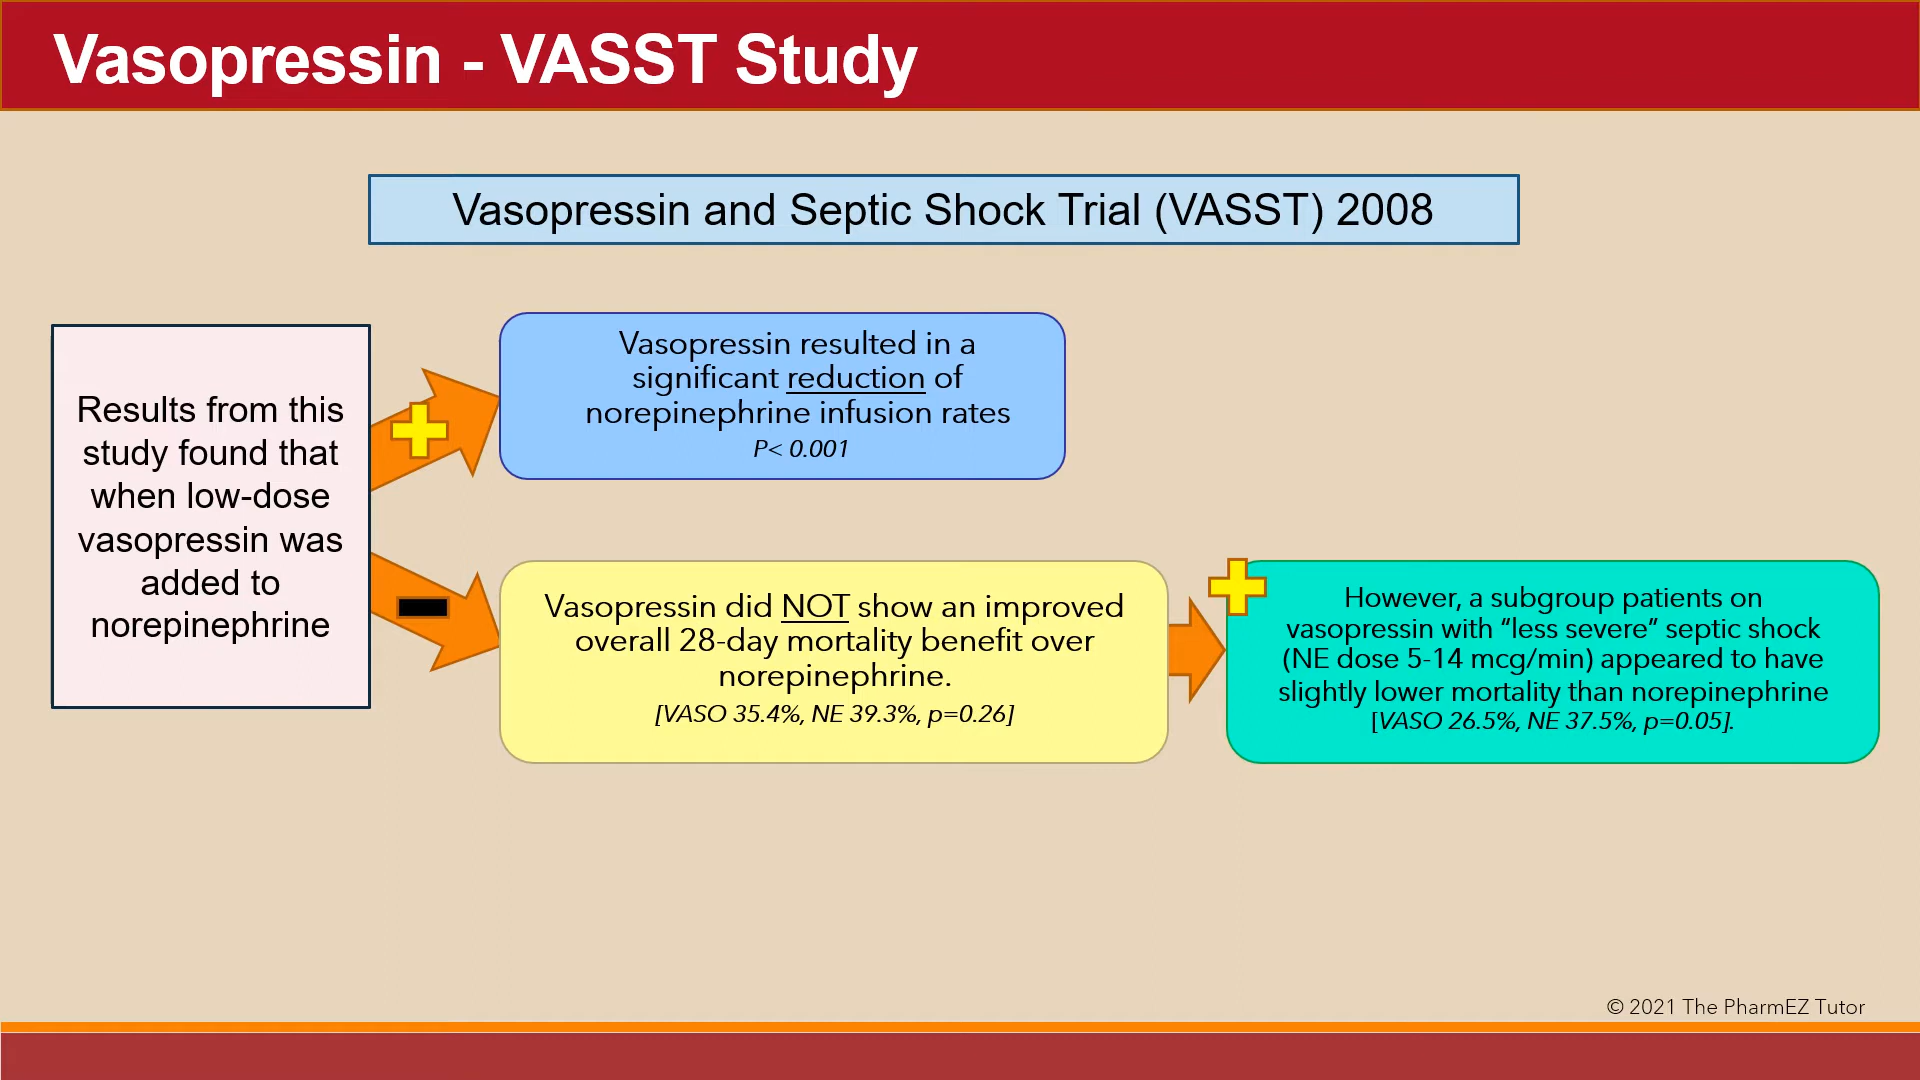 Vasopressin - VASST Study
Vasopressin and Septic Shock Trial (VASST) 2008
Results from this
study found that
when low-dose
vasopressin was
added to
norepinephrine
Vasopressin resulted in a
significant reduction of
norepinephrine infusion rates
P< 0.001
Vasopressin did NOT show an improved
overall 28-day mortality benefit over
norepinephrine.
[VASO 35.4%, NE 39.3%, p=0.26]
However, a subgroup patients on
vasopressin with “less severe” septic shock
(NE dose 5-14 mcg/min) appeared to have
slightly lower mortality than norepinephrine
[VASO 26.5%, NE 37.5%, p=0.05].
© 2021 The PharmEZ Tutor